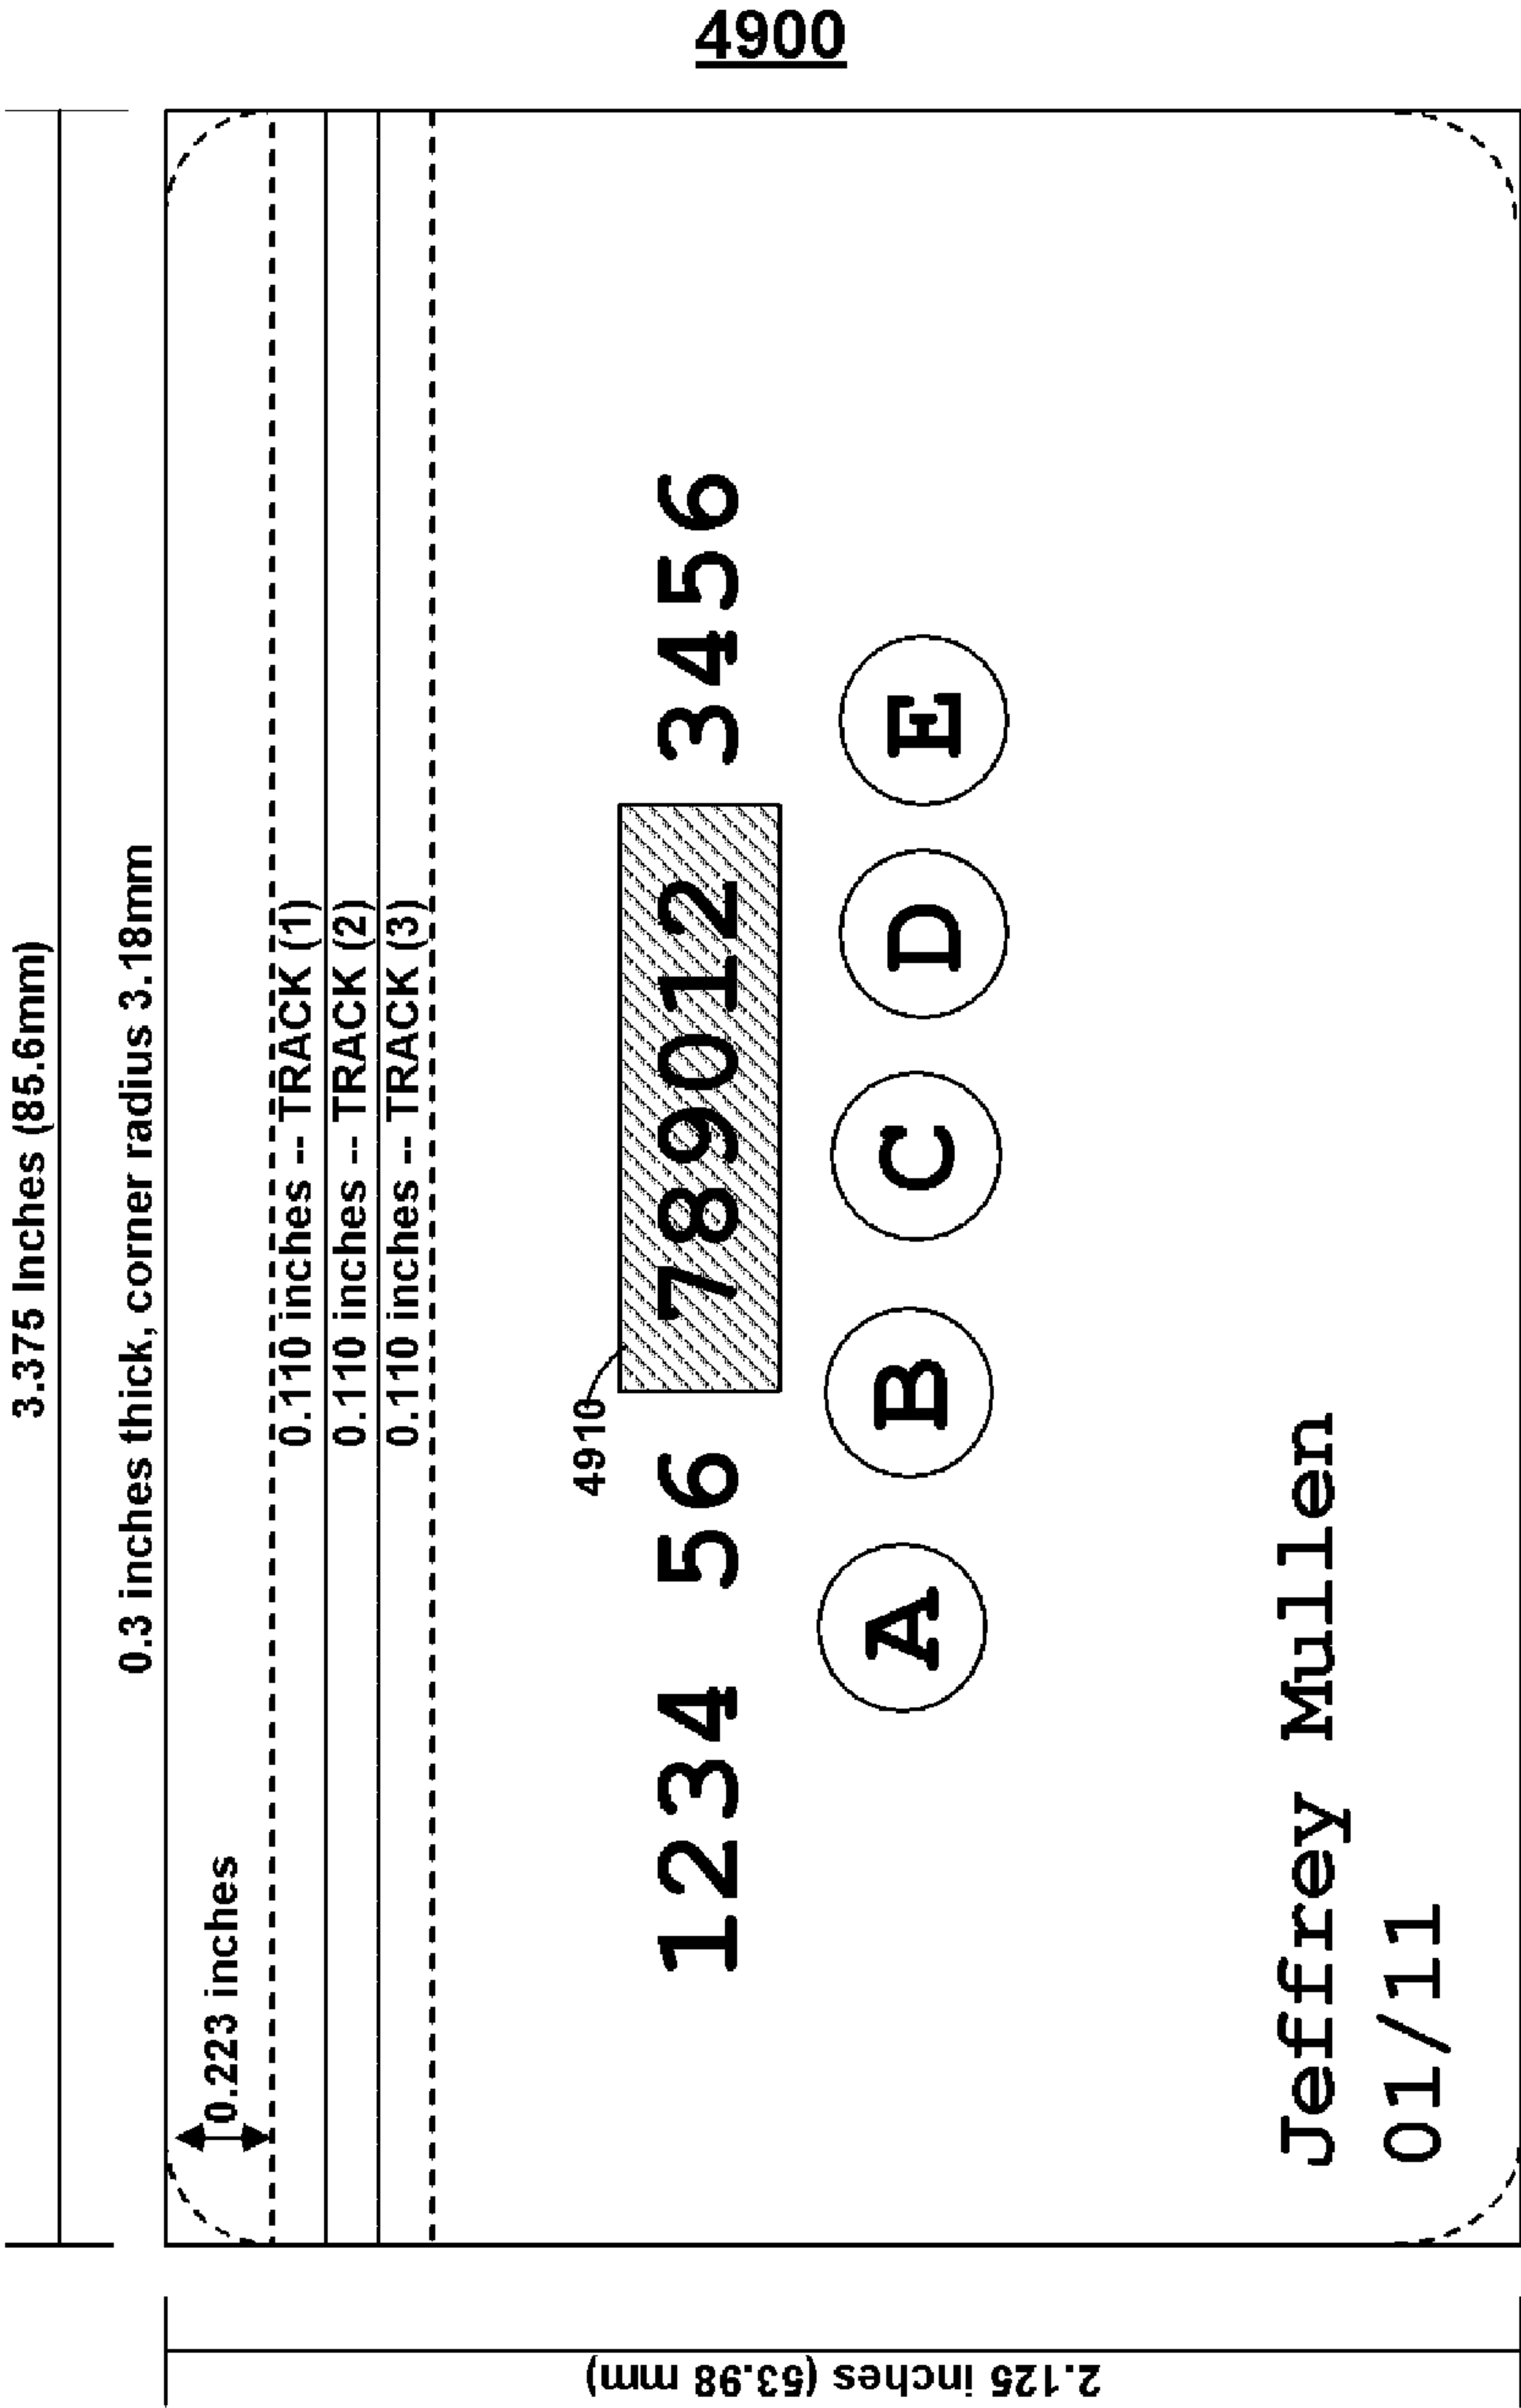 4900
3.375 Inches (85.6mm)
0.3 inches thick, corner radius 3.18mm
0.223 inches
0.110 inches -- TRACK (1)
0.110 inches -- TRACK (2)
0.110 inches -- TRACK (3)
4910
1234 56 789012 3456
A B C D E
Jeffrey Mullen
01/11
2.125 inches (53.98 mm)